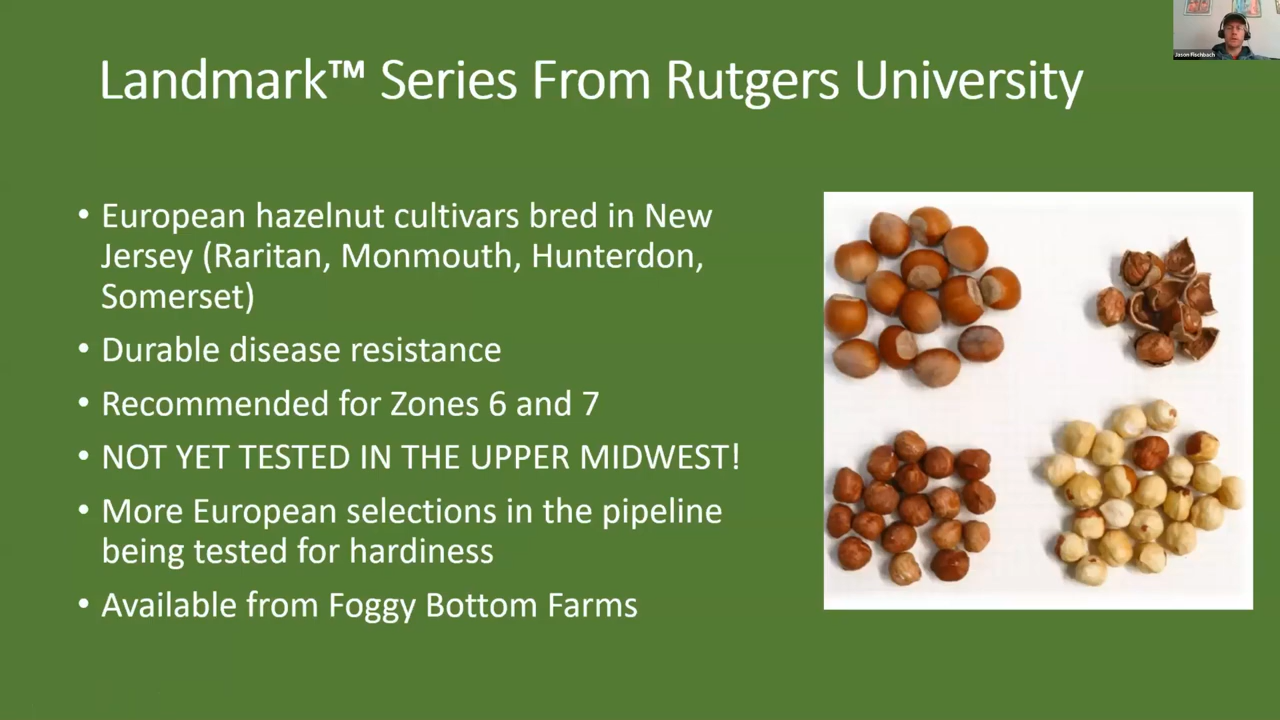 Jason Fischbach
Landmark™ Series From Rutgers University
• European hazelnut cultivars bred in New
Jersey (Raritan, Monmouth, Hunterdon,
Somerset)
• Durable disease resistance
• Recommended for Zones 6 and 7
• NOT YET TESTED IN THE UPPER MIDWEST!
• More European selections in the pipeline
being tested for hardiness
• Available from Foggy Bottom Farms